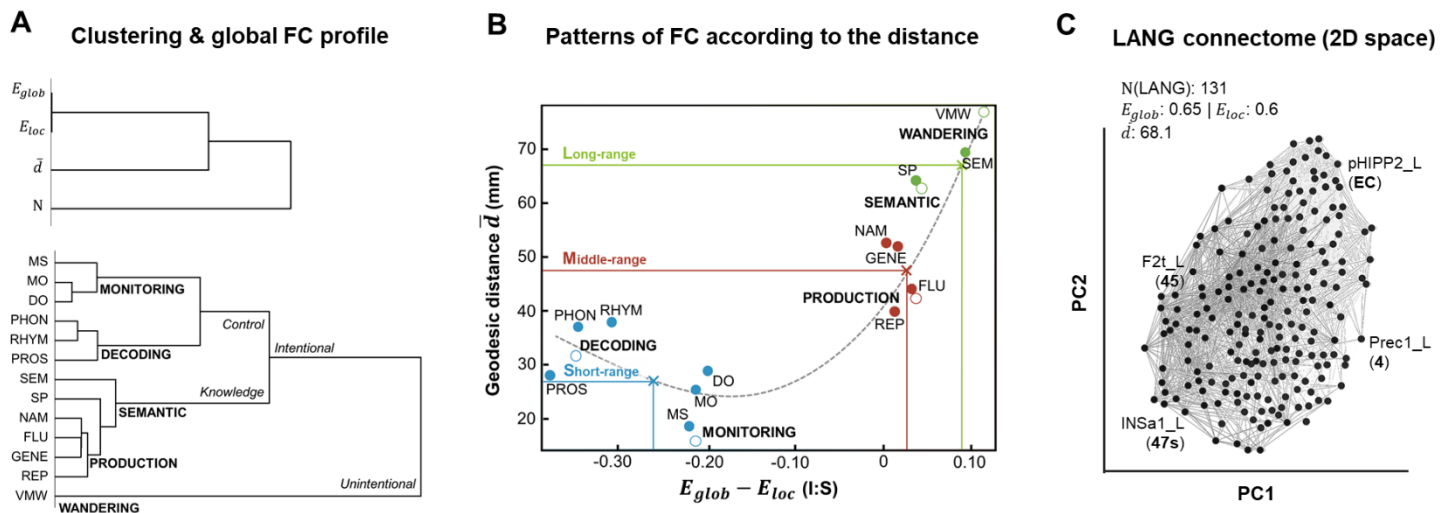 A
Clustering & global FC profile
E_glob
E_loc
d̄
N
MS
MO
DO
PHON
RHYM
PROS
SEM
SP
NAM
FLU
GENE
REP
VMW
MONITORING
DECODING
SEMANTIC
PRODUCTION
WANDERING
Control
Knowledge
Intentional
Unintentional
B
Patterns of FC according to the distance
Geodesic distance d̄ (mm)
70
60
50
40
30
20
-0.30
-0.20
-0.10
0
0.10
E_glob − E_loc (I:S)
VMW
WANDERING
Long-range
SEM
SP
SEMANTIC
NAM
GENE
Middle-range
FLU
PRODUCTION
REP
PHON
RHYM
DECODING
Short-range
PROS
DO
MO
MS
MONITORING
C
LANG connectome (2D space)
N(LANG): 131
E_glob: 0.65 | E_loc: 0.6
d̄: 68.1
pHIPP2_L
(EC)
F2t_L
(45)
Prec1_L
(4)
INSa1_L
(47s)
PC2
PC1